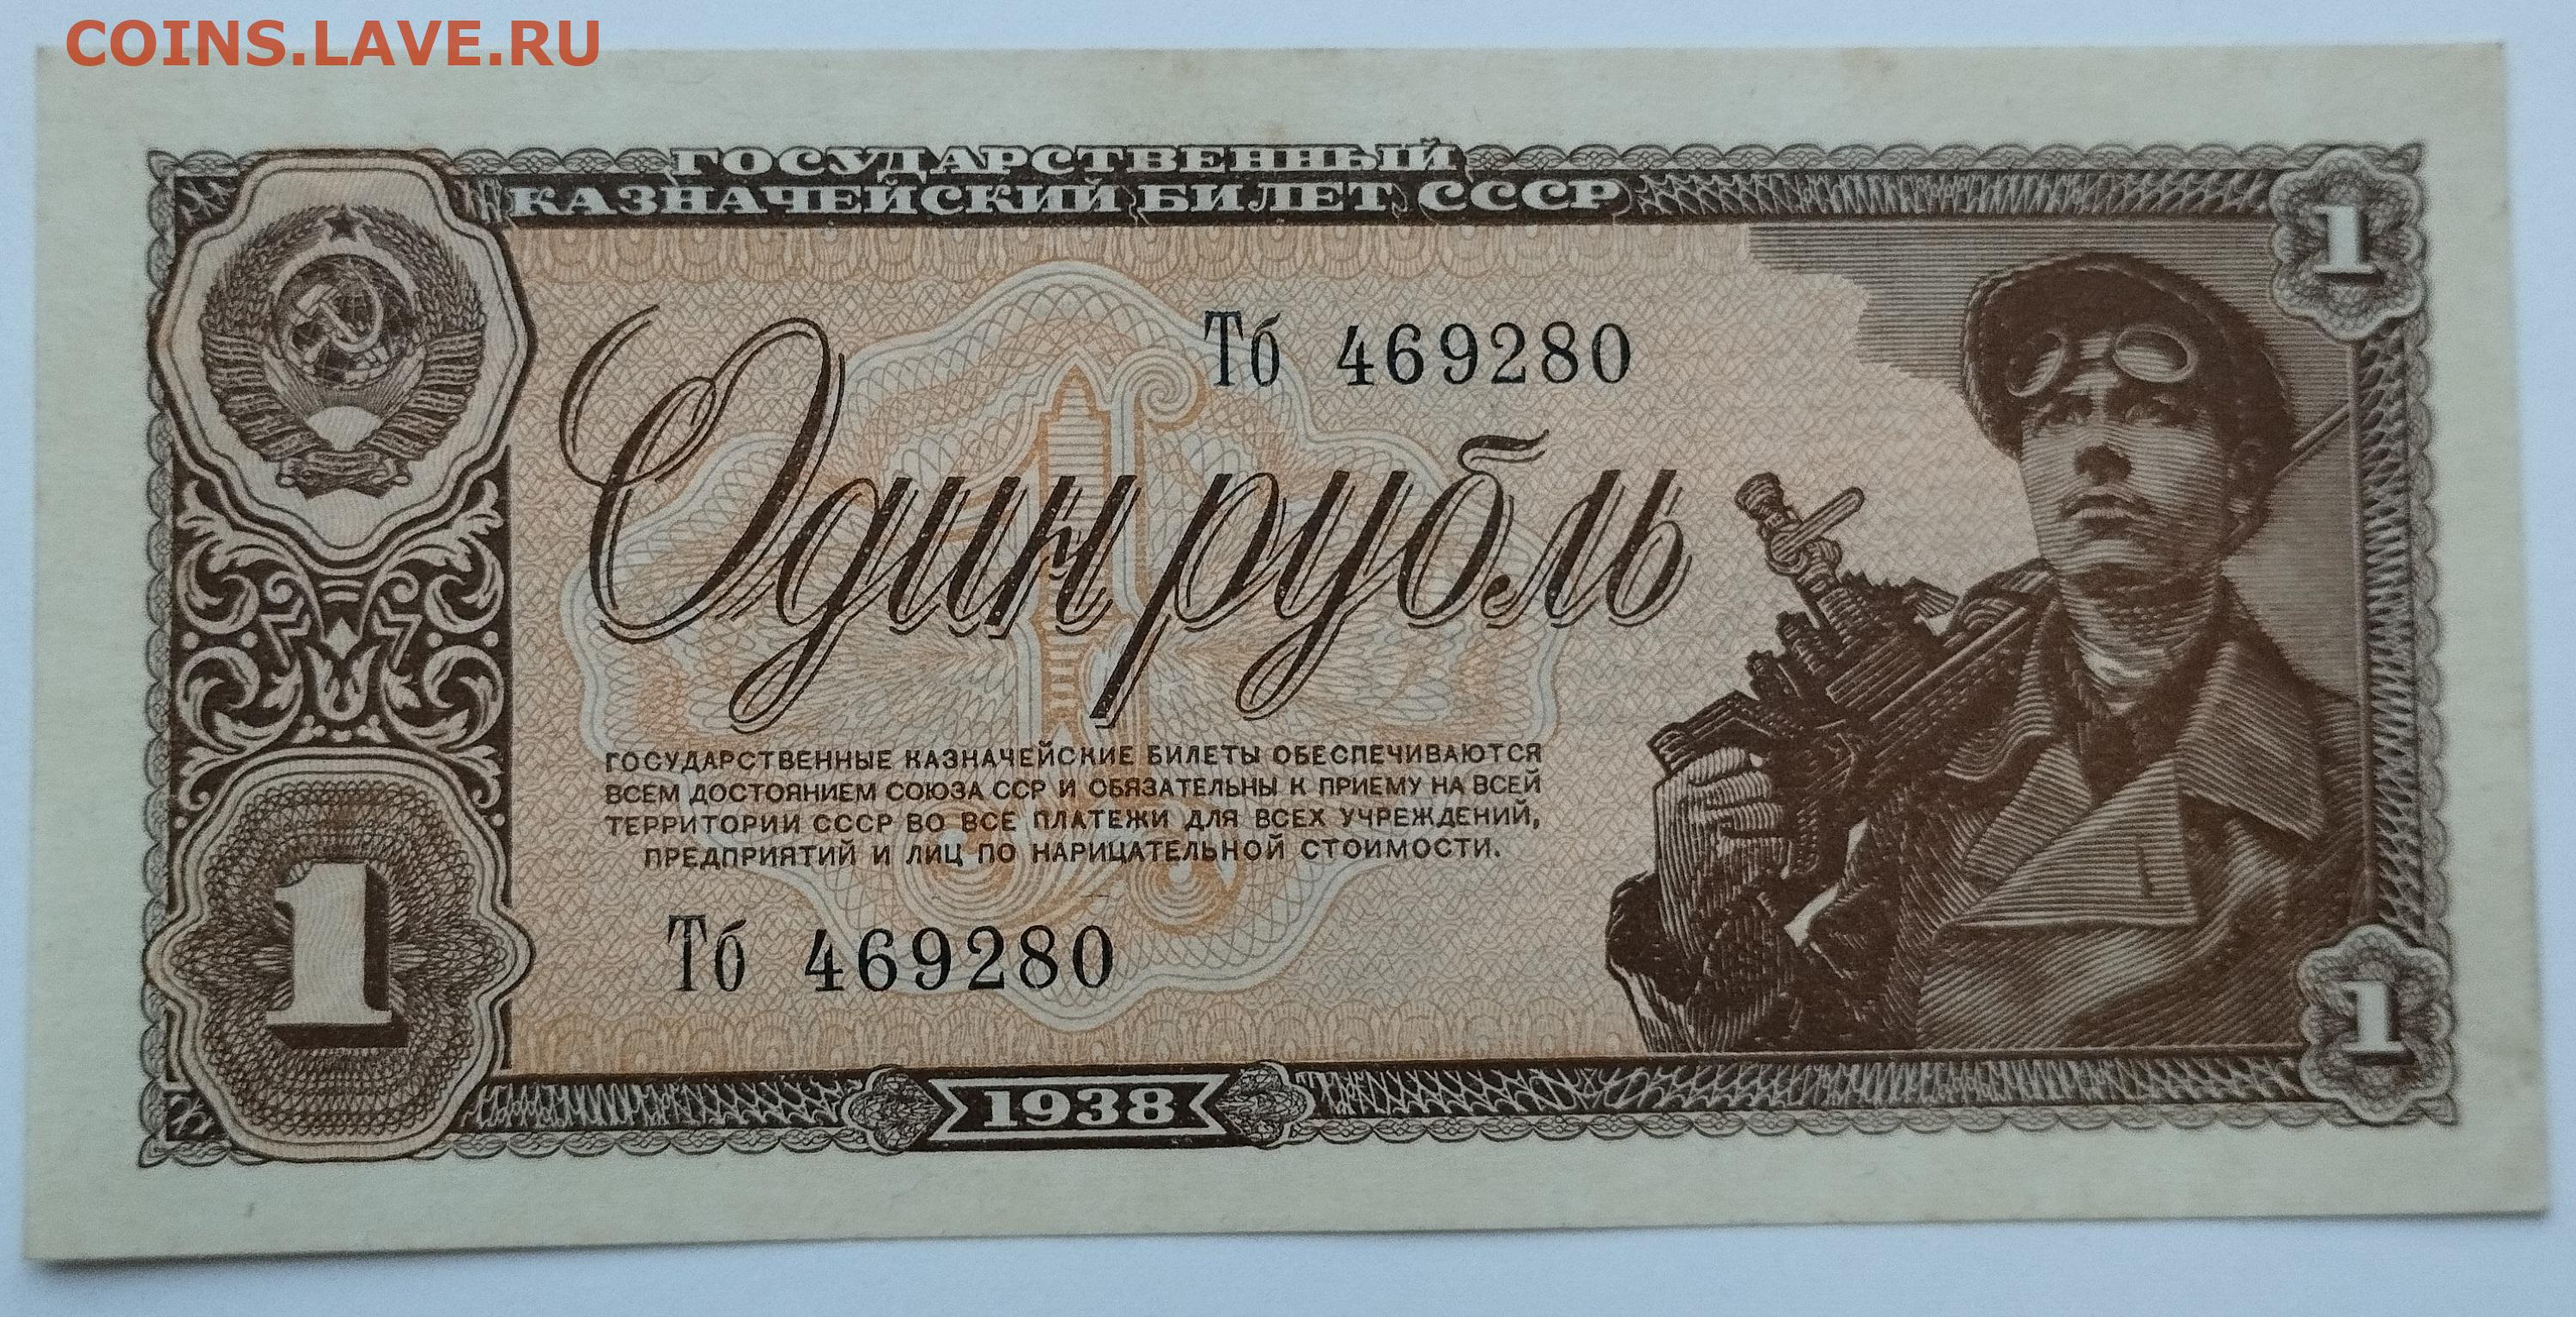 COINS.LAVE.RU
ГОСУДАРСТВЕННЫЙ
КАЗНАЧЕЙСКИЙ БИЛЕТ СССР
1
Тб 469280
Один рубль
ГОСУДАРСТВЕННЫЕ КАЗНАЧЕЙСКИЕ БИЛЕТЫ ОБЕСПЕЧИВАЮТСЯ
ВСЕМ ДОСТОЯНИЕМ СОЮЗА ССР И ОБЯЗАТЕЛЬНЫ К ПРИЕМУ НА ВСЕЙ
ТЕРРИТОРИИ СССР ВО ВСЕ ПЛАТЕЖИ ДЛЯ ВСЕХ УЧРЕЖДЕНИЙ,
ПРЕДПРИЯТИЙ И ЛИЦ ПО НАРИЦАТЕЛЬНОЙ СТОИМОСТИ.
1
Тб 469280
1
1938